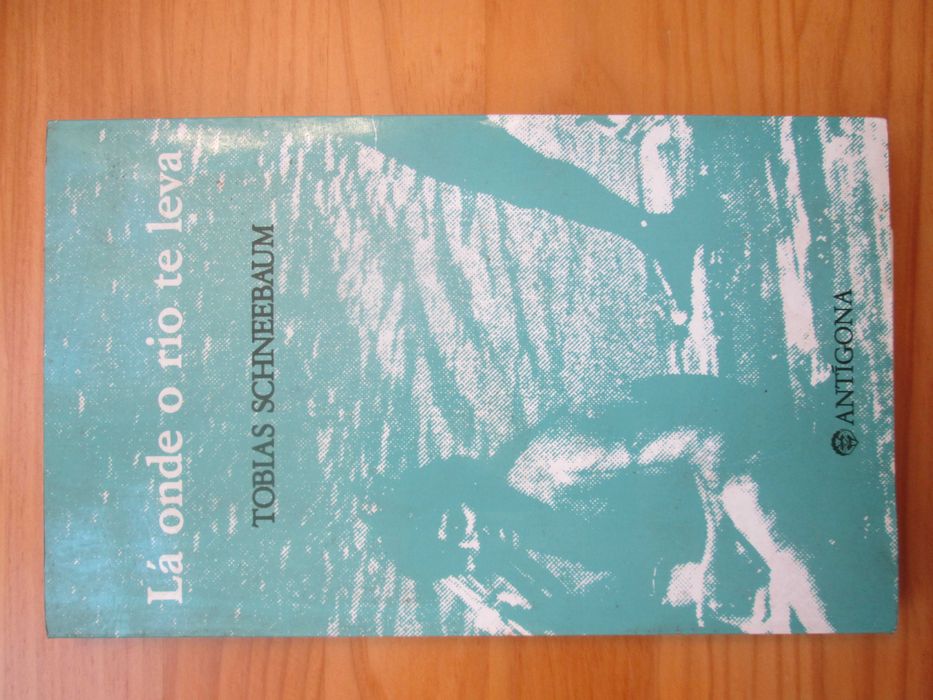 Lá onde o rio te leva
TOBIAS SCHNEEBAUM
ANTÍGONA